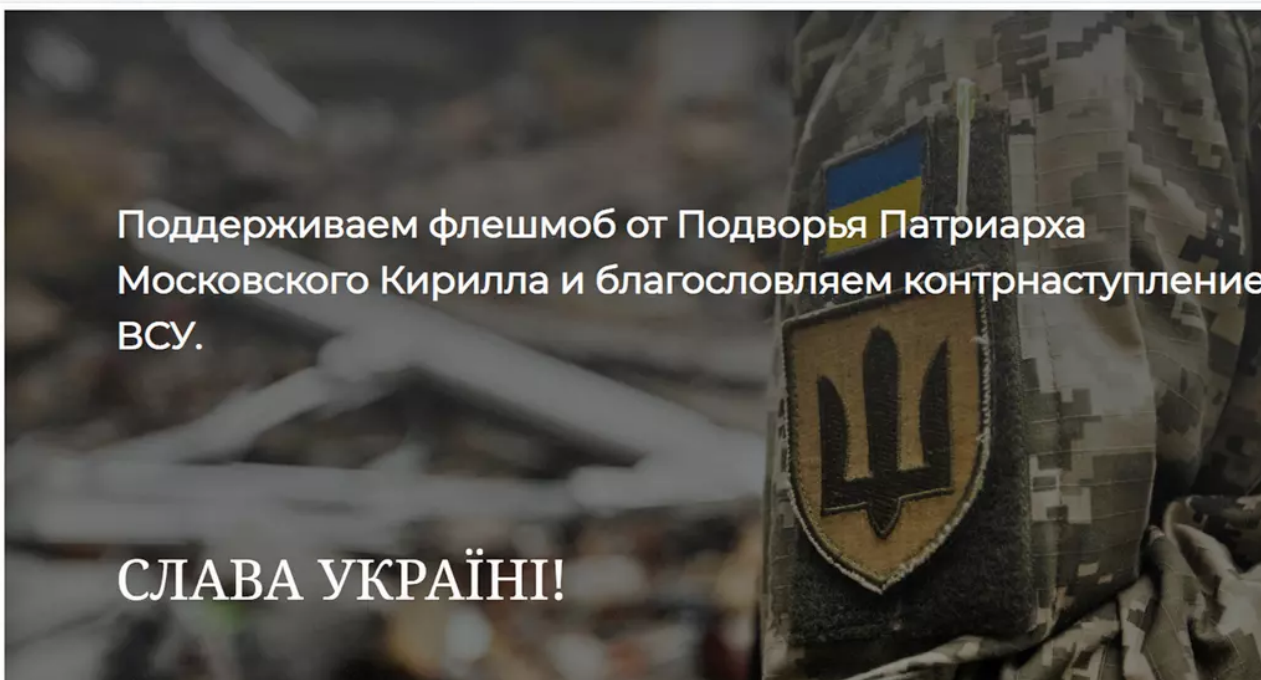 Поддерживаем флешмоб от Подворья Патриарха
Московского Кирилла и благословляем контрнаступление
ВСУ.
СЛАВА УКРАЇНІ!